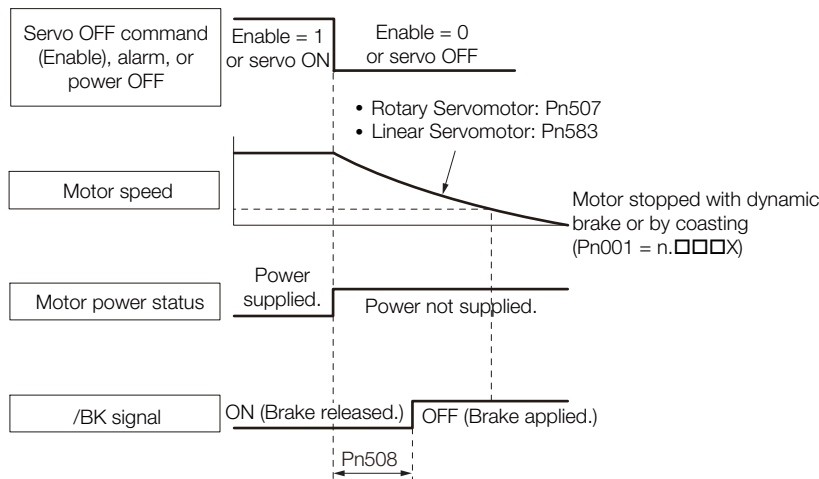 Servo OFF command
(Enable), alarm, or
power OFF
Enable = 1
or servo ON
Enable = 0
or servo OFF
• Rotary Servomotor: Pn507
• Linear Servomotor: Pn583
Motor speed
Motor stopped with dynamic
brake or by coasting
(Pn001 = n.□□□X)
Motor power status
Power
supplied.
Power not supplied.
/BK signal
ON (Brake released.)
OFF (Brake applied.)
Pn508